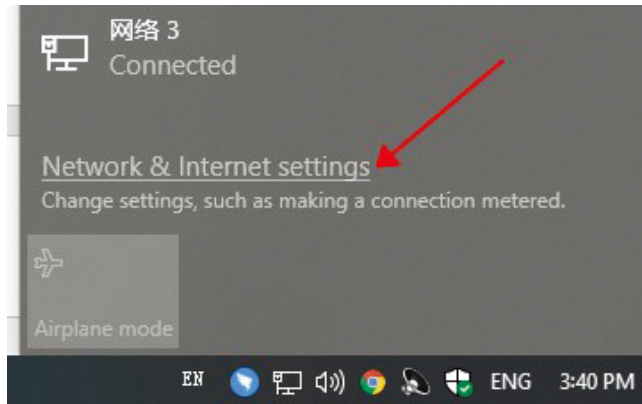 网络 3
Connected
Network & Internet settings
Change settings, such as making a connection metered.
Airplane mode
EN ENG 3:40 PM